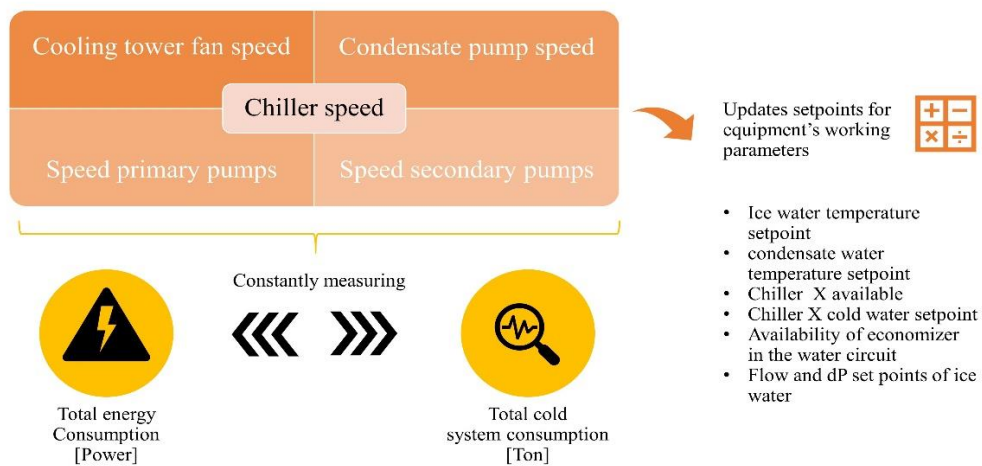 Cooling tower fan speed
Condensate pump speed
Chiller speed
Speed primary pumps
Speed secondary pumps
Updates setpoints for
equipment's working
parameters
• Ice water temperature
setpoint
• condensate water
temperature setpoint
• Chiller X available
• Chiller X cold water setpoint
• Availability of economizer
in the water circuit
• Flow and dP set points of ice
water
Constantly measuring
Total energy
Consumption
[Power]
Total cold
system consumption
[Ton]